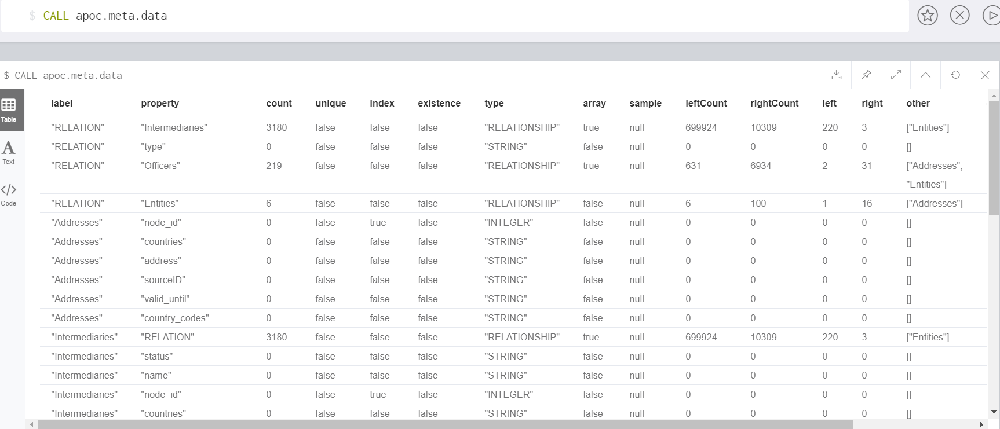 $ CALL apoc.meta.data
$ CALL apoc.meta.data
Table
Text
Code
label property count unique index existence type array sample leftCount rightCount left right other
"RELATION" "Intermediaries" 3180 false false false "RELATIONSHIP" true null 699924 10309 220 3 ["Entities"]
"RELATION" "type" 0 false false false "STRING" false null 0 0 0 0 []
"RELATION" "Officers" 219 false false false "RELATIONSHIP" true null 631 6934 2 31 ["Addresses",
"Entities"]
"RELATION" "Entities" 6 false false false "RELATIONSHIP" false null 6 100 1 16 ["Addresses"]
"Addresses" "node_id" 0 false true false "INTEGER" false null 0 0 0 0 []
"Addresses" "countries" 0 false false false "STRING" false null 0 0 0 0 []
"Addresses" "address" 0 false false false "STRING" false null 0 0 0 0 []
"Addresses" "sourceID" 0 false false false "STRING" false null 0 0 0 0 []
"Addresses" "valid_until" 0 false false false "STRING" false null 0 0 0 0 []
"Addresses" "country_codes" 0 false false false "STRING" false null 0 0 0 0 []
"Intermediaries" "RELATION" 3180 false false false "RELATIONSHIP" true null 699924 10309 220 3 ["Entities"]
"Intermediaries" "status" 0 false false false "STRING" false null 0 0 0 0 []
"Intermediaries" "name" 0 false false false "STRING" false null 0 0 0 0 []
"Intermediaries" "node_id" 0 false true false "INTEGER" false null 0 0 0 0 []
"Intermediaries" "countries" 0 false false false "STRING" false null 0 0 0 0 []